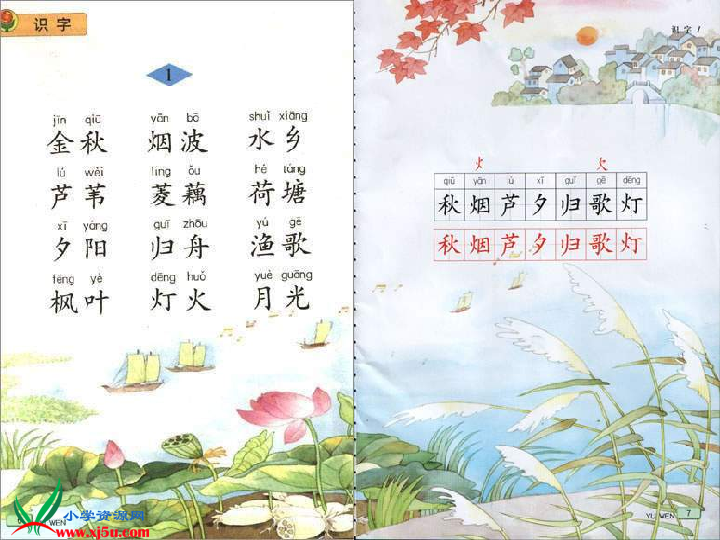 识字
1
jīn qiū yān bō shuǐ xiāng
金秋 烟波 水乡
lú wěi líng ǒu hé táng
芦苇 菱藕 荷塘
xī yáng guī zhōu yú gē
夕阳 归舟 渔歌
fēng yè dēng huǒ yuè guāng
枫叶 灯火 月光
WEN
小学资源网
www.xj5u.com
识字 1
火 火
qiū yān lú xī guī gē dēng
秋烟芦夕归歌灯
秋烟芦夕归歌灯
YU WEN 7